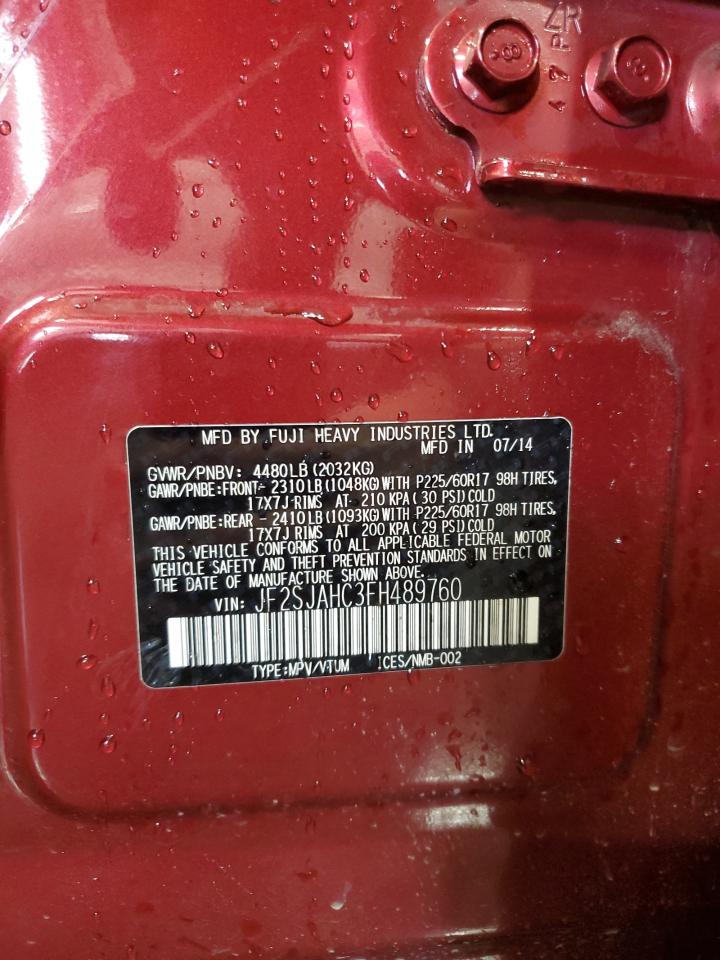 MFD BY FUJI HEAVY INDUSTRIES LTD.
MFD IN 07/14
GVWR/PNBV: 4480LB (2032KG)
GAWR/PNBE:FRONT- 2310LB (1048KG) WITH P225/60R17 98H TIRES,
17X7J RIMS AT 210 KPA ( 30 PSI) COLD
GAWR/PNBE:REAR - 2410LB (1093KG) WITH P225/60R17 98H TIRES,
17X7J RIMS AT 200 KPA ( 29 PSI) COLD
THIS VEHICLE CONFORMS TO ALL APPLICABLE FEDERAL MOTOR
VEHICLE SAFETY AND THEFT PREVENTION STANDARDS IN EFFECT ON
THE DATE OF MANUFACTURE SHOWN ABOVE.
VIN: JF2SJAHC3FH489760
TYPE:MPV/VTUM ICES/NMB-002